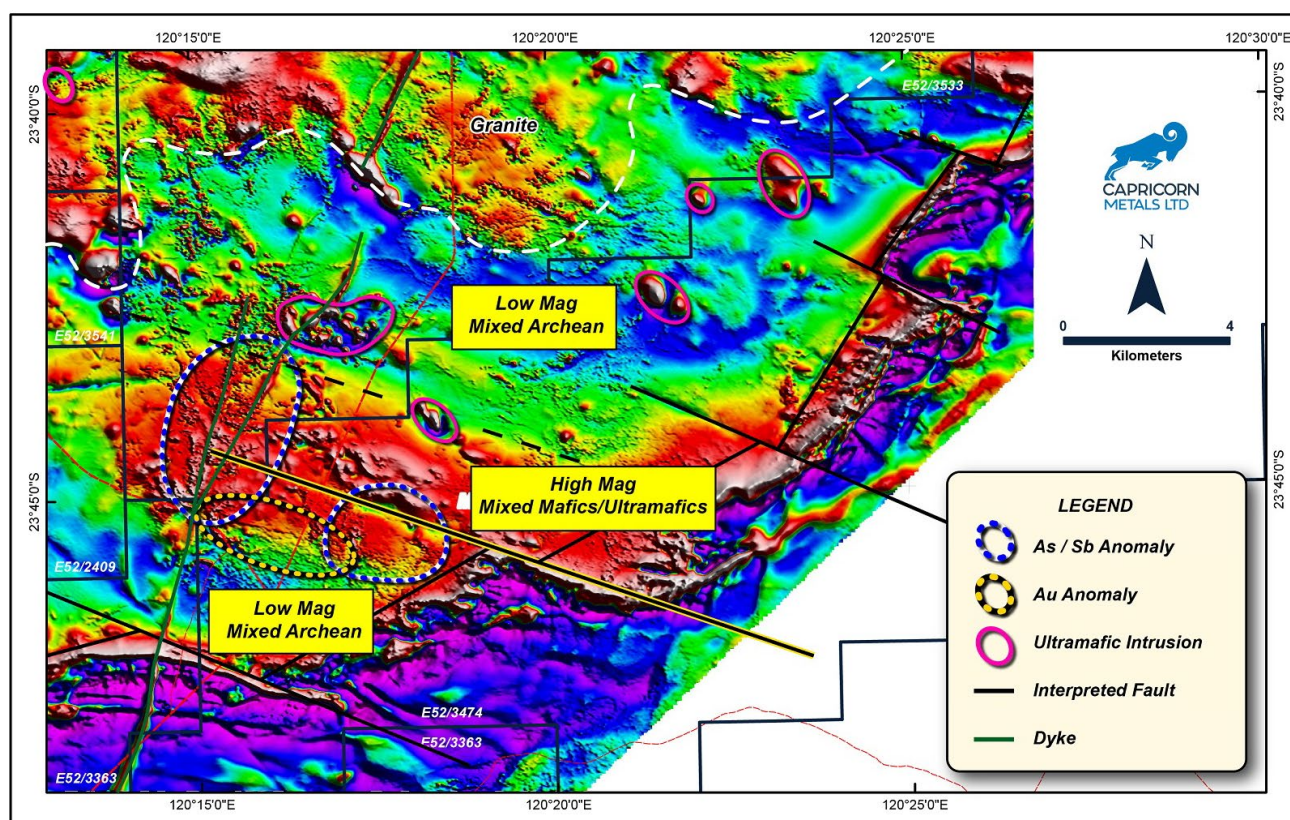 120°15'0"E
120°20'0"E
120°25'0"E
120°30'0"E
23°40'0"S
23°40'0"S
E52/3533
Granite
CAPRICORN
METALS LTD
N
0
4
Kilometers
Low Mag
Mixed Archean
E52/3541
High Mag
Mixed Mafics/Ultramafics
23°45'0"S
23°45'0"S
E52/2409
Low Mag
Mixed Archean
LEGEND
As / Sb Anomaly
Au Anomaly
Ultramafic Intrusion
Interpreted Fault
Dyke
E52/3474
E52/3363
E52/3363
120°15'0"E
120°20'0"E
120°25'0"E